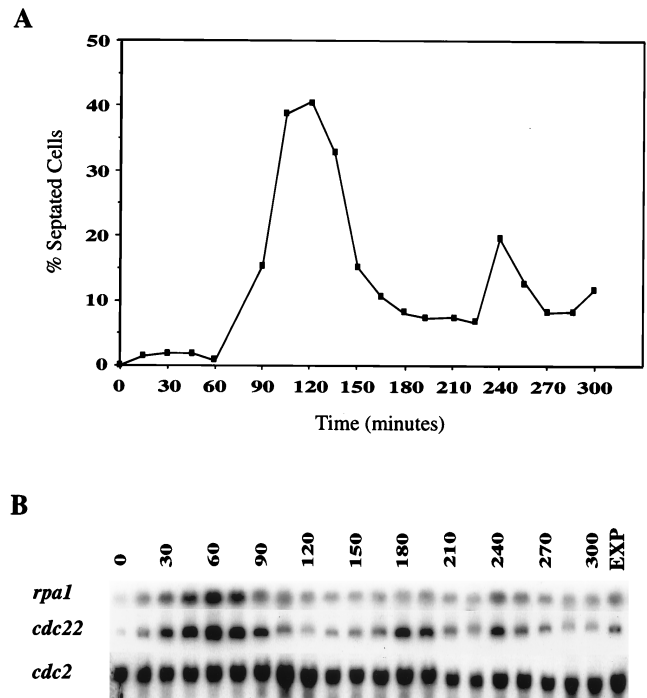 A
50
40
30
20
10
0
% Septated Cells
0 30 60 90 120 150 180 210 240 270 300
Time (minutes)
B
0 30 60 90 120 150 180 210 240 270 300 EXP
rpa1
cdc22
cdc2